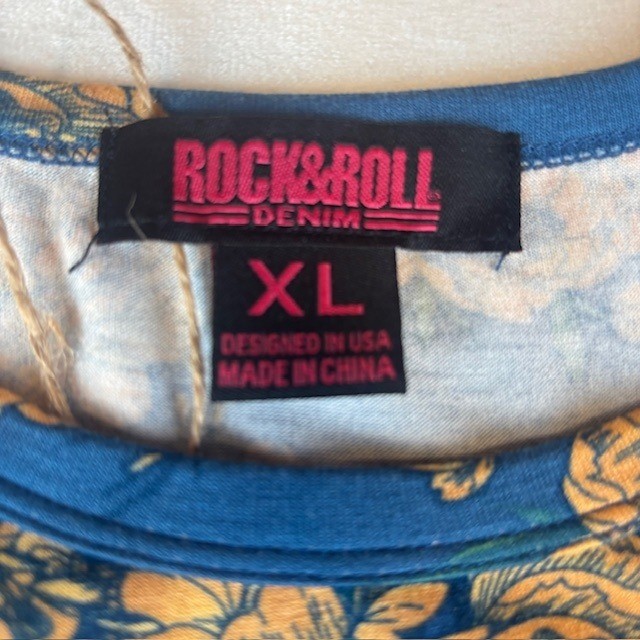 ROCK&ROLL
DENIM
XL
DESIGNED IN USA
MADE IN CHINA